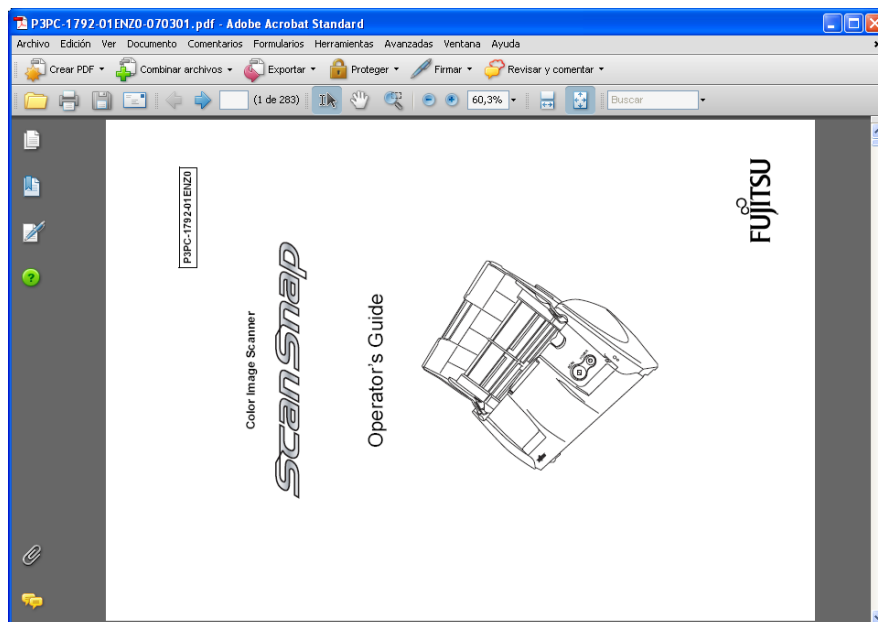 P3PC-1792-01ENZ0-070301.pdf - Adobe Acrobat Standard
Archivo Edición Ver Documento Comentarios Formularios Herramientas Avanzadas Ventana Ayuda
Crear PDF Combinar archivos Exportar Proteger Firmar Revisar y comentar
(1 de 283) 60,3% Buscar
P3PC-1792-01ENZ0
Color Image Scanner
ScanSnap
Operator's Guide
FUJITSU